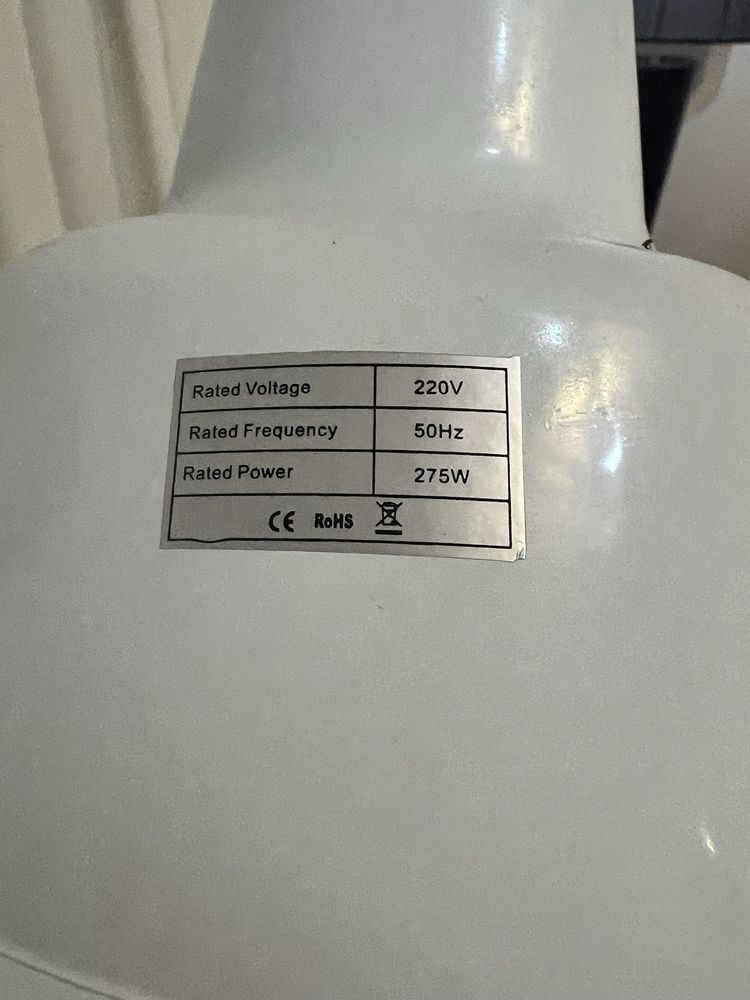 Rated Voltage 220V
Rated Frequency 50Hz
Rated Power 275W
CE RoHS